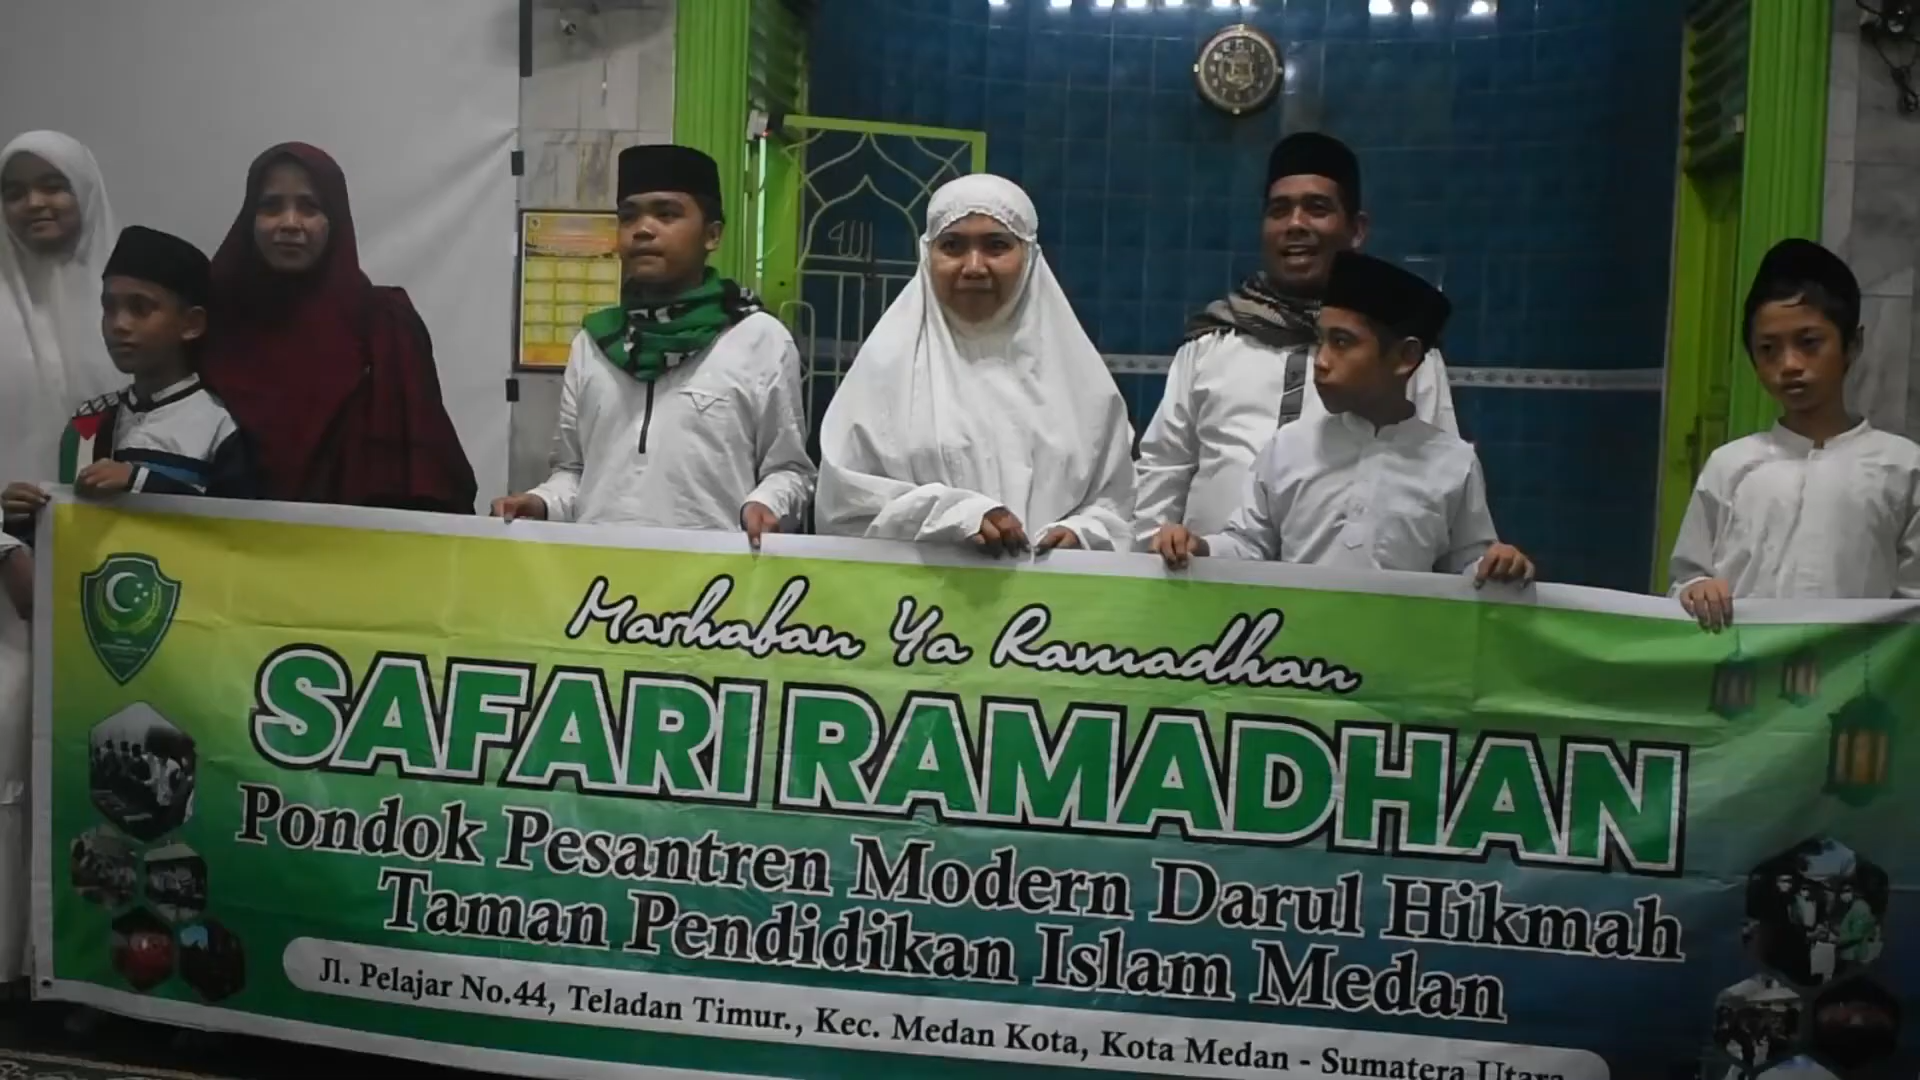 الله
Marhaban Ya Ramadhan
SAFARI RAMADHAN
Pondok Pesantren Modern Darul Hikmah
Taman Pendidikan Islam Medan
Jl. Pelajar No.44, Teladan Timur., Kec. Medan Kota, Kota Medan - Sumatera Utara